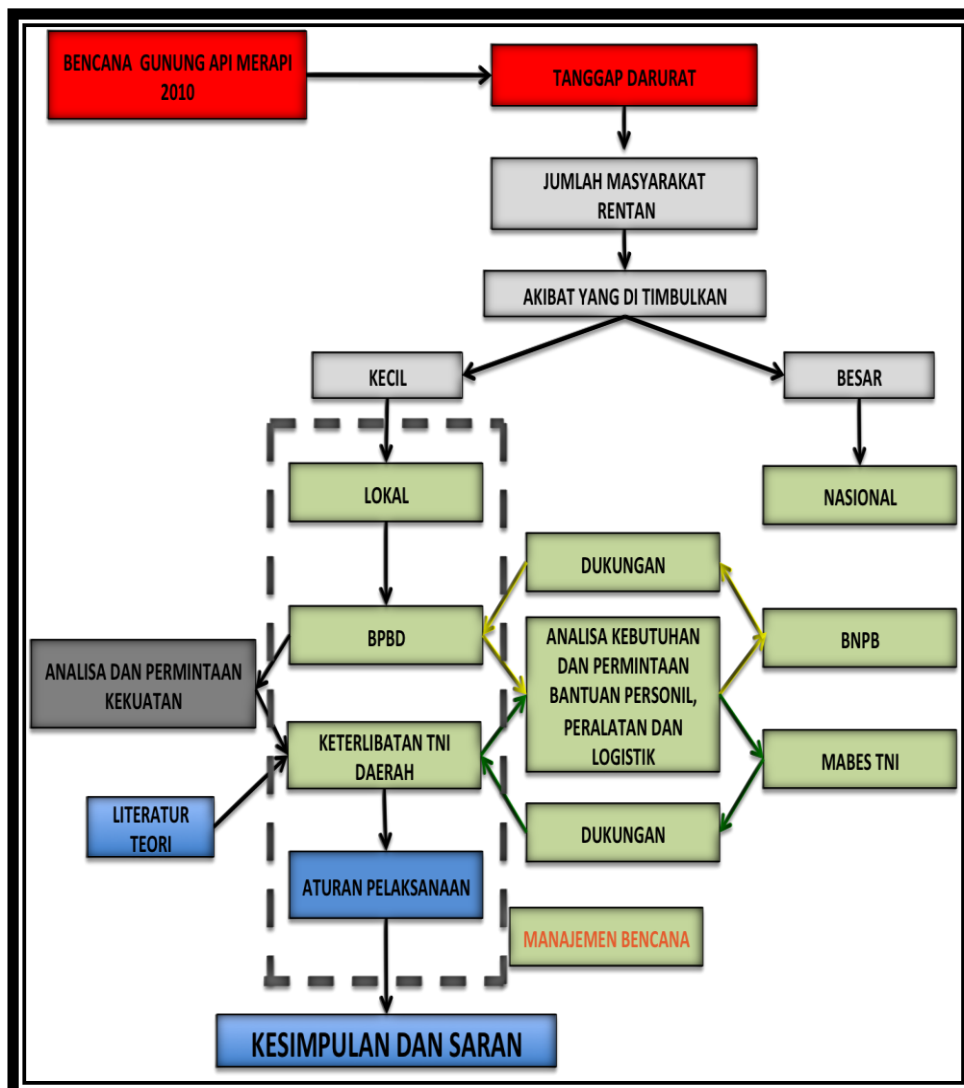 BENCANA GUNUNG API MERAPI
2010
TANGGAP DARURAT
JUMLAH MASYARAKAT
RENTAN
AKIBAT YANG DI TIMBULKAN
KECIL
BESAR
LOKAL
NASIONAL
DUKUNGAN
BPBD
ANALISA KEBUTUHAN
DAN PERMINTAAN
BANTUAN PERSONIL,
PERALATAN DAN
LOGISTIK
BNPB
ANALISA DAN PERMINTAAN
KEKUATAN
KETERLIBATAN TNI
DAERAH
MABES TNI
LITERATUR
TEORI
DUKUNGAN
ATURAN PELAKSANAAN
MANAJEMEN BENCANA
KESIMPULAN DAN SARAN